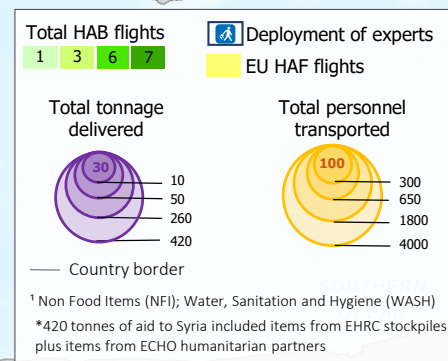 Total HAB flights
1 3 6 7
Deployment of experts
EU HAF flights
Total tonnage
delivered
30
10
50
260
420
Total personnel
transported
100
300
650
1800
4000
Country border
¹ Non Food Items (NFI); Water, Sanitation and Hygiene (WASH)
*420 tonnes of aid to Syria included items from EHRC stockpiles
plus items from ECHO humanitarian partners
SOUTHERN